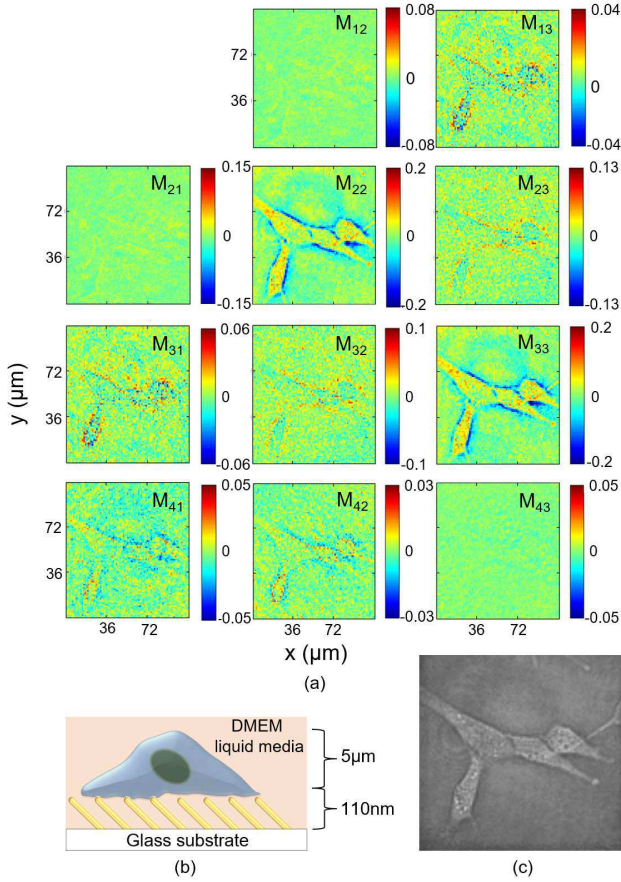 M12
0.08
0
-0.08
M13
0.04
0
-0.04
72
36
M21
0.15
0
-0.15
M22
0.2
0
-0.2
M23
0.13
0
-0.13
72
36
M31
0.06
0
-0.06
M32
0.1
0
-0.1
M33
0.2
0
-0.2
72
36
y (µm)
M41
0.05
0
-0.05
M42
0.03
0
-0.03
M43
0.05
0
-0.05
72
36
36 72 36 72 36 72
x (µm)
(a)
DMEM
liquid media
5µm
110nm
Glass substrate
(b)
(c)